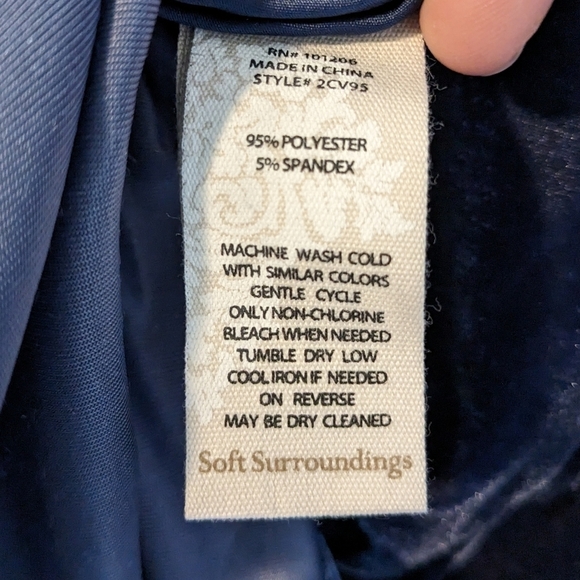 RN# 101206
MADE IN CHINA
STYLE# 2CV95
95% POLYESTER
5% SPANDEX
MACHINE WASH COLD
WITH SIMILAR COLORS
GENTLE CYCLE
ONLY NON-CHLORINE
BLEACH WHEN NEEDED
TUMBLE DRY LOW
COOL IRON IF NEEDED
ON REVERSE
MAY BE DRY CLEANED
Soft Surroundings